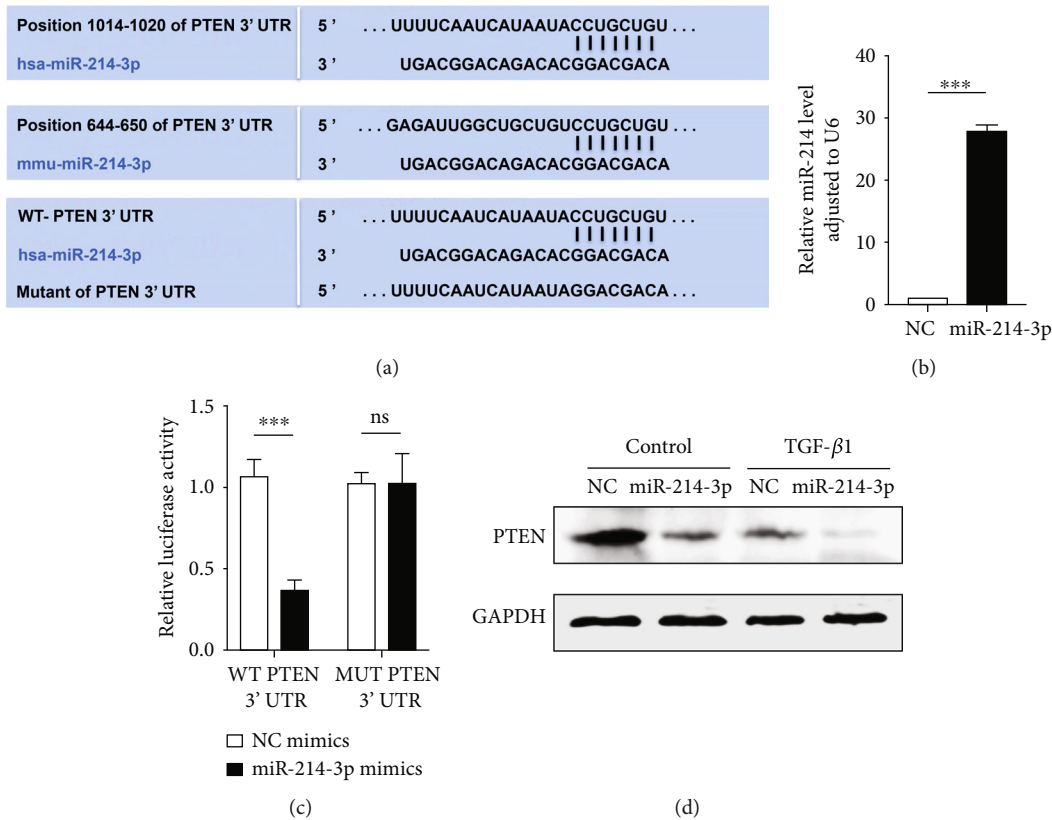 Position 1014-1020 of PTEN 3' UTR 5' ...UUUUCAAUCAUAAUACCUGCUGU...
hsa-miR-214-3p 3' UGACGGACAGACACGGACGACA
Position 644-650 of PTEN 3' UTR 5' ...GAGAUUGGCUGCUGUCCUGCUGU...
mmu-miR-214-3p 3' UGACGGACAGACACGGACGACA
WT- PTEN 3' UTR 5' ...UUUUCAAUCAUAAUACCUGCUGU...
hsa-miR-214-3p 3' UGACGGACAGACACGGACGACA
Mutant of PTEN 3' UTR 5' ...UUUUCAAUCAUAAUAGGACGACA...
(a)
Relative miR-214 level
adjusted to U6
40
30
20
10
0
***
NC miR-214-3p
(b)
Relative luciferase activity
1.5
1.0
0.5
0.0
*** ns
WT PTEN MUT PTEN
3' UTR 3' UTR
NC mimics
miR-214-3p mimics
(c)
Control TGF-β1
NC miR-214-3p NC miR-214-3p
PTEN
GAPDH
(d)